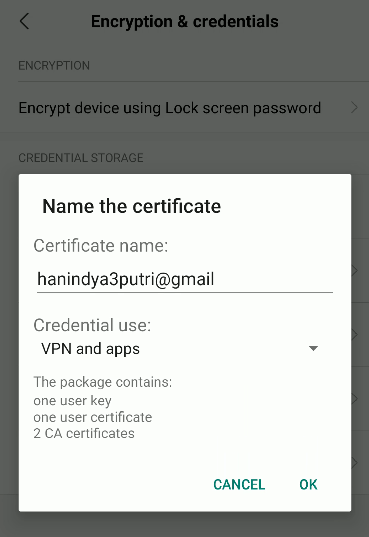 Encryption & credentials
ENCRYPTION
Encrypt device using Lock screen password
CREDENTIAL STORAGE
Name the certificate
Certificate name:
hanindya3putri@gmail
Credential use:
VPN and apps
The package contains:
one user key
one user certificate
2 CA certificates
CANCEL OK